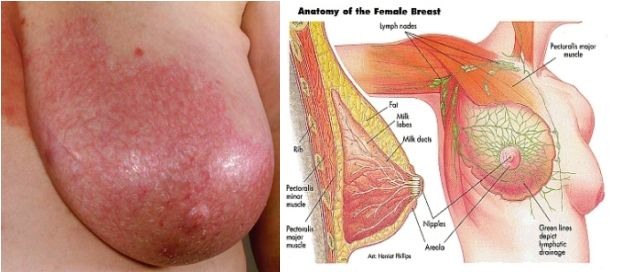 Anatomy of the Female Breast
Lymph nodes
Pectoralis major
muscle
Fat
Milk
lobes
Milk ducts
Rib
Pectoralis
minor
muscle
Pectoralis
major
muscle
Nipples
Areola
Green lines
depict
lymphatic
drainage
Art: Harriet Phillips